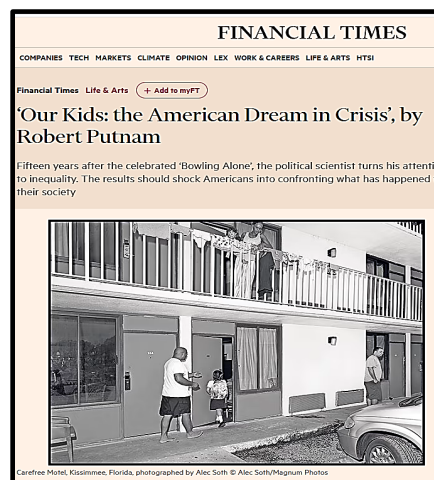 FINANCIAL TIMES
COMPANIES TECH MARKETS CLIMATE OPINION LEX WORK & CAREERS LIFE & ARTS HTSI
Financial Times Life & Arts + Add to myFT
‘Our Kids: the American Dream in Crisis’, by
Robert Putnam
Fifteen years after the celebrated ‘Bowling Alone’, the political scientist turns his attenti
to inequality. The results should shock Americans into confronting what has happened
their society
Carefree Motel, Kissimmee, Florida, photographed by Alec Soth © Alec Soth/Magnum Photos